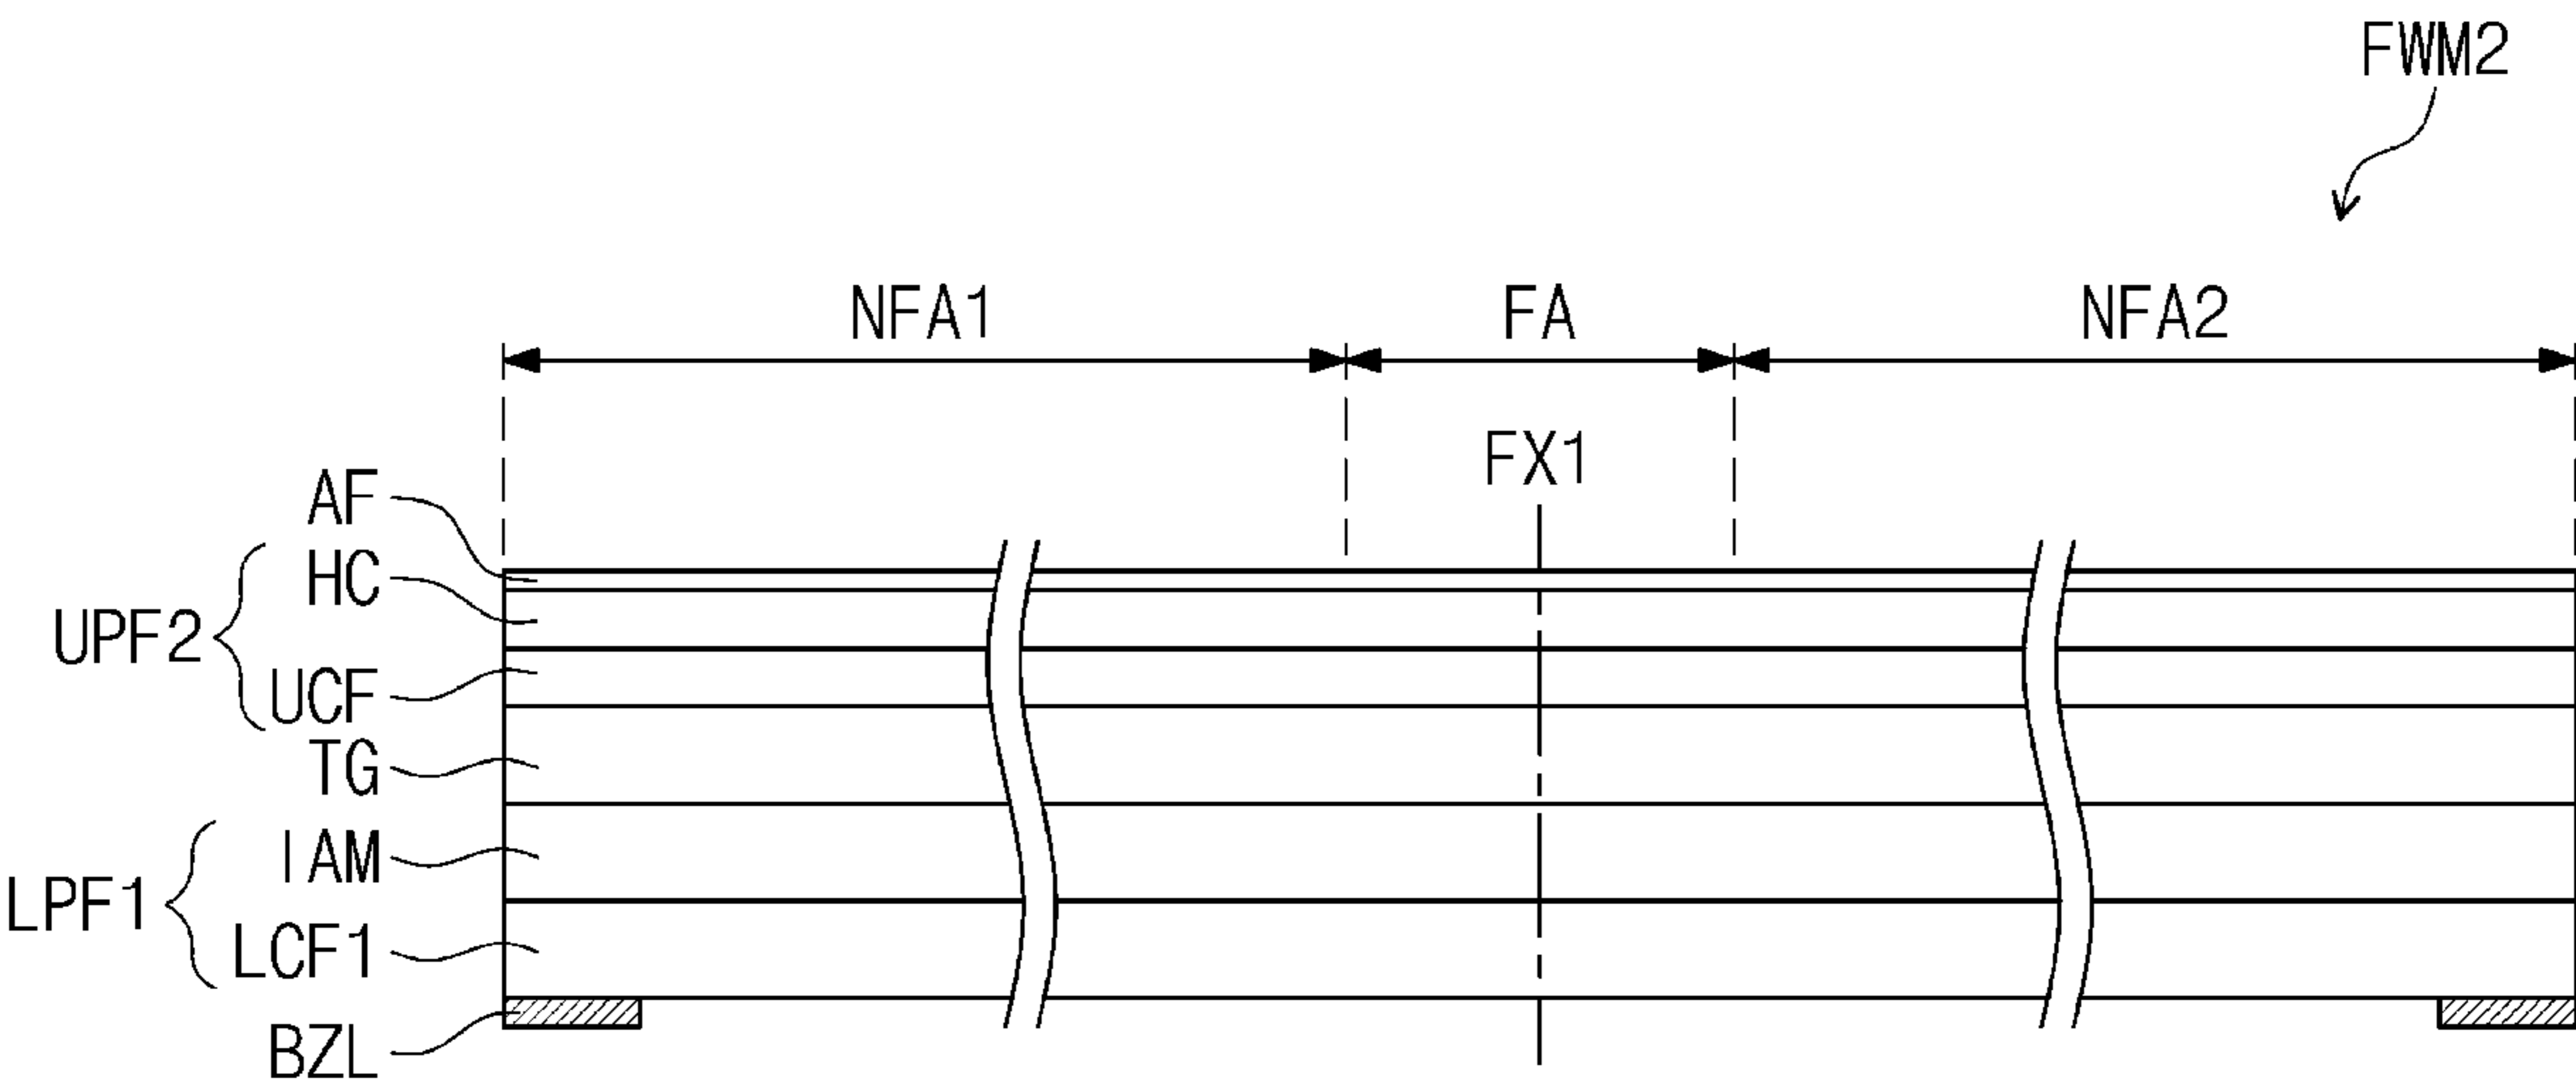 FWM2
NFA1 FA NFA2
FX1
AF
HC
UPF2
UCF
TG
IAM
LPF1
LCF1
BZL